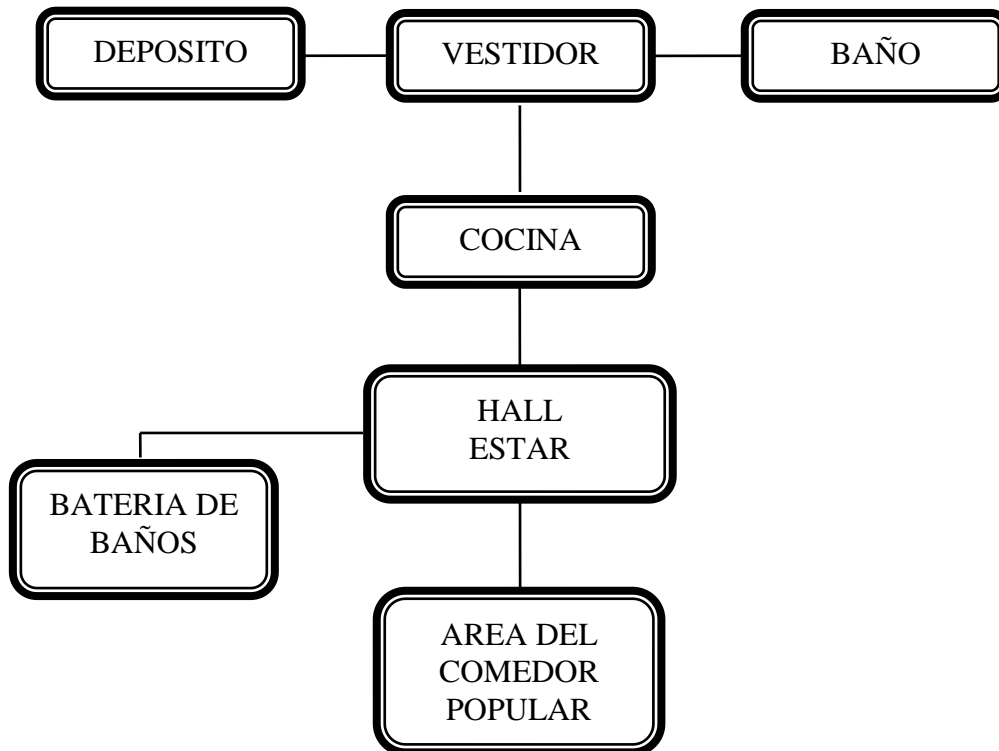 DEPOSITO
VESTIDOR
BAÑO
COCINA
HALL
ESTAR
BATERIA DE
BAÑOS
AREA DEL
COMEDOR
POPULAR